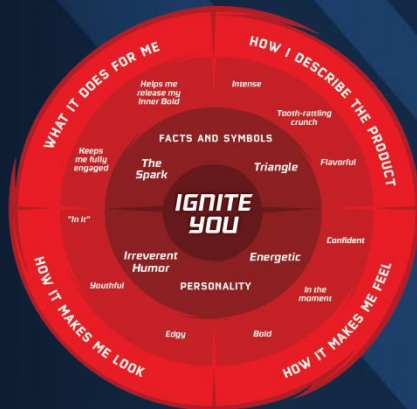 WHAT IT DOES FOR ME
HOW I DESCRIBE THE PRODUCT
Helps me
release my
Inner Bold
Intense
Tooth-rattling
crunch
Keeps
me fully
engaged
Flavorful
FACTS AND SYMBOLS
The
Spark
Triangle
IGNITE
YOU
"In it"
Confident
Irreverent
Humor
Energetic
PERSONALITY
Youthful
In the
moment
Edgy
Bold
HOW IT MAKES ME LOOK
HOW IT MAKES ME FEEL